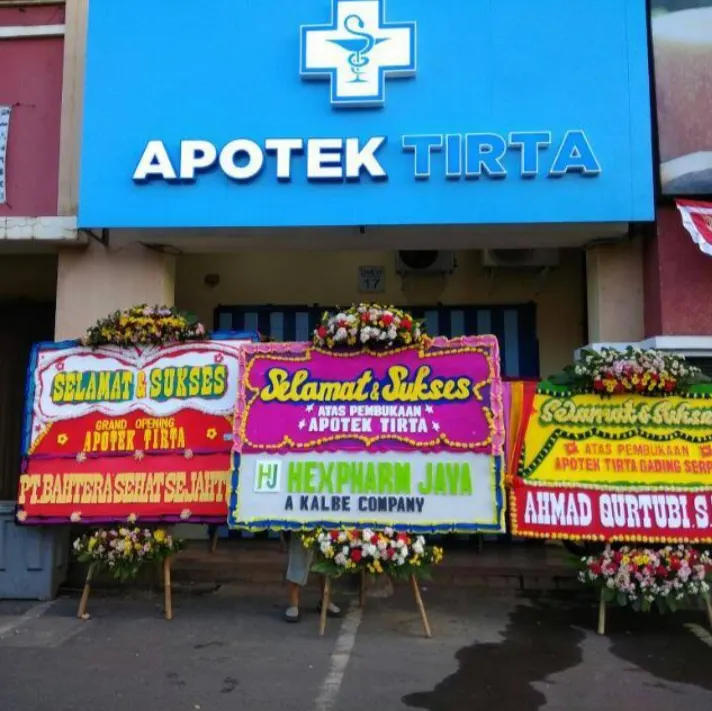 APOTEK TIRTA
17
SELAMAT & SUKSES
GRAND OPENING
APOTEK TIRTA
PT. BAHTERA SEHAT SEJAHT
Selamat & Sukses
ATAS PEMBUKAAN
APOTEK TIRTA
HJ HEXPHARM JAYA
A KALBE COMPANY
Selamat & Sukses
ATAS PEMBUKAAN
APOTEK TIRTA GADING SERP
AHMAD QURTUBI.S.